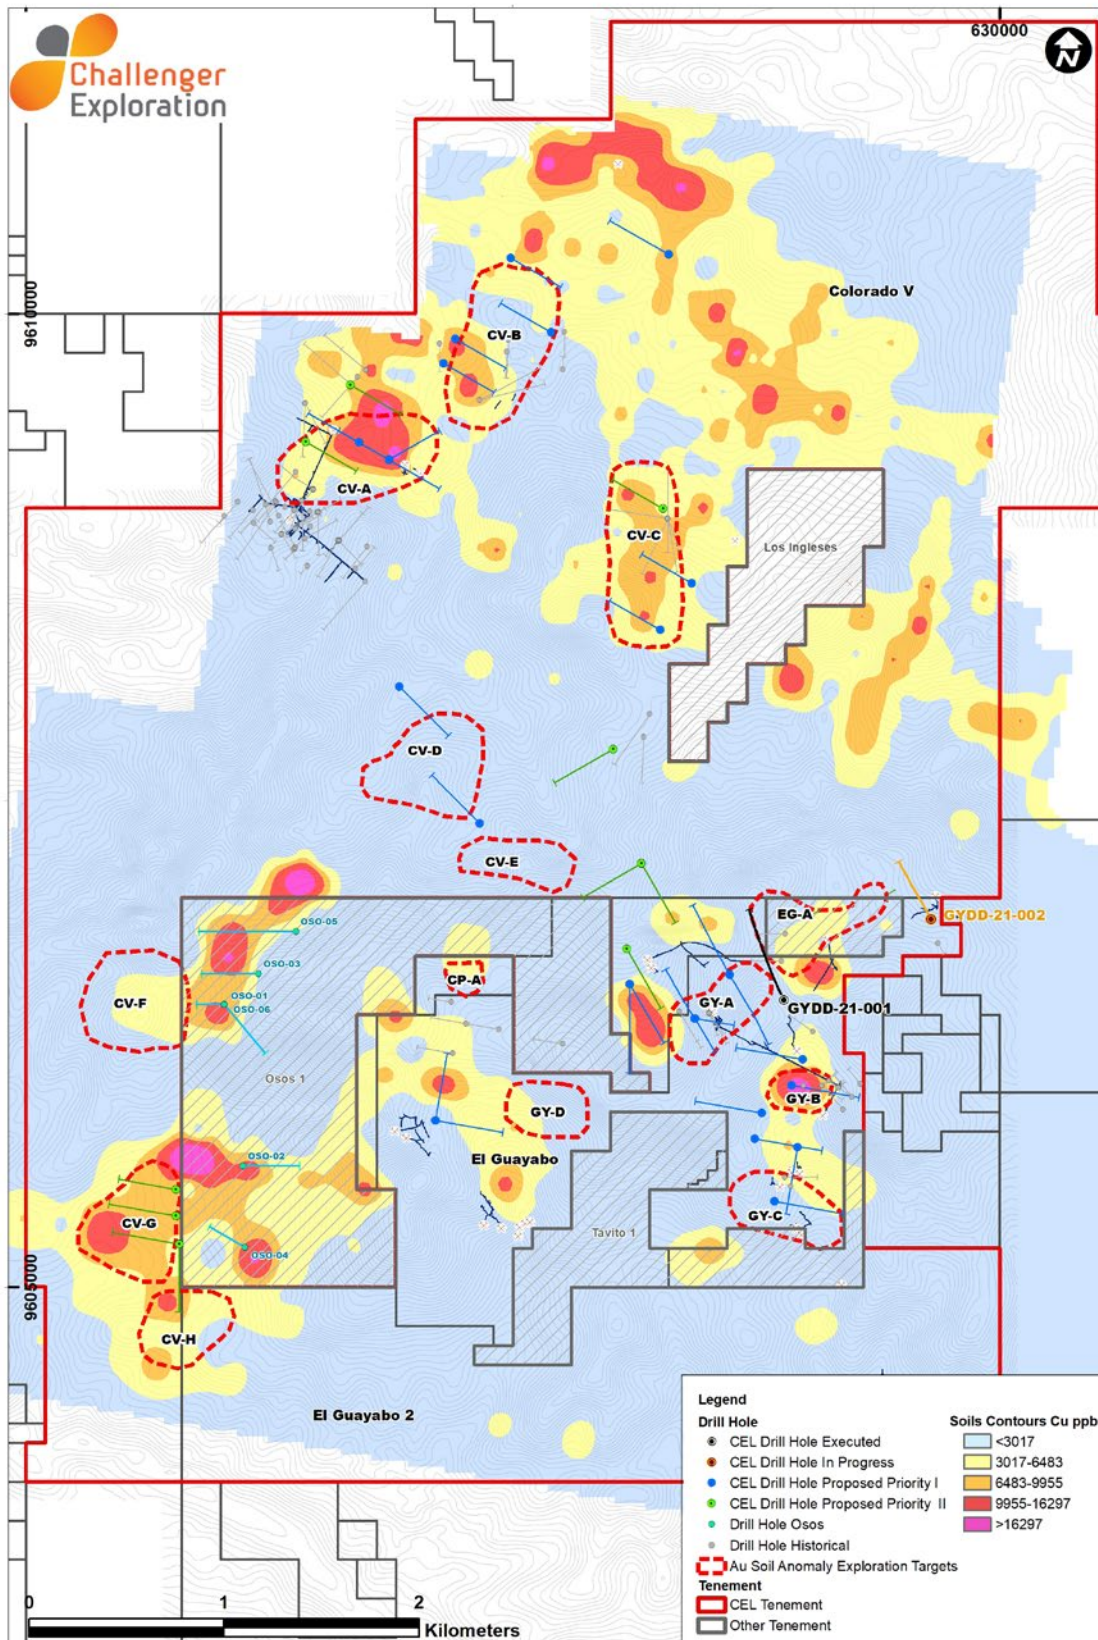 630000
N
Challenger
Exploration
9610000
Colorado V
CV-B
CV-A
CV-C
Los Ingleses
CV-D
CV-E
EG-A
GYDD-21-002
OSO-05
OSO-03
CV-F
OSO-01
OSO-06
CP-A
GY-A
GYDD-21-001
Osos 1
GY-B
GY-D
OSO-02
El Guayabo
CV-G
GY-C
Tavito 1
OSO-04
9605000
CV-H
El Guayabo 2
Legend
Drill Hole
CEL Drill Hole Executed
CEL Drill Hole In Progress
CEL Drill Hole Proposed Priority I
CEL Drill Hole Proposed Priority II
Drill Hole Osos
Drill Hole Historical
Au Soil Anomaly Exploration Targets
Tenement
CEL Tenement
Other Tenement
Soils Contours Cu ppb
<3017
3017-6483
6483-9955
9955-16297
>16297
0 1 2
Kilometers